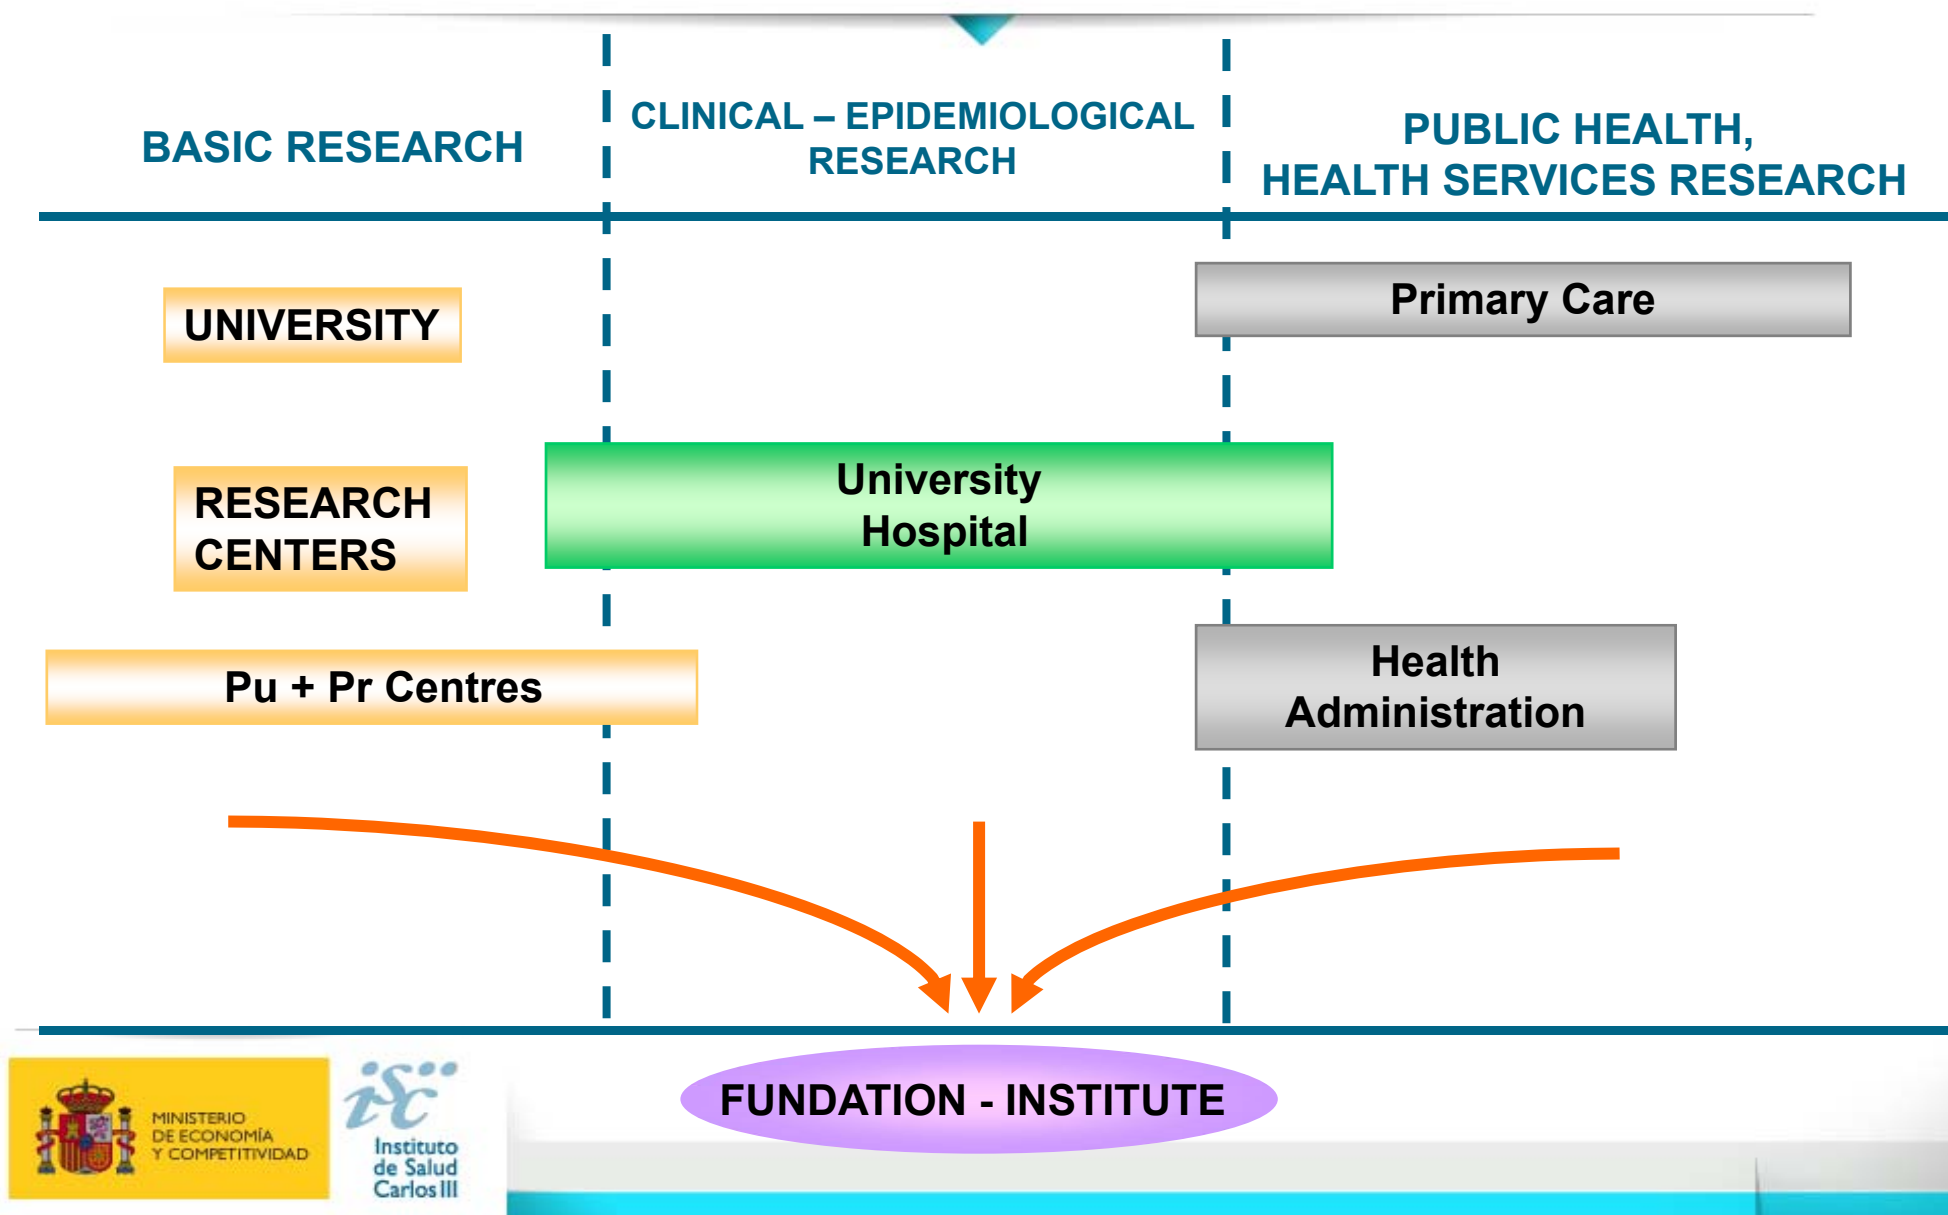 BASIC RESEARCH
CLINICAL – EPIDEMIOLOGICAL
RESEARCH
PUBLIC HEALTH,
HEALTH SERVICES RESEARCH
UNIVERSITY
Primary Care
RESEARCH
CENTERS
University
Hospital
Pu + Pr Centres
Health
Administration
FUNDATION - INSTITUTE
MINISTERIO
DE ECONOMÍA
Y COMPETITIVIDAD
isc
Instituto
de Salud
Carlos III